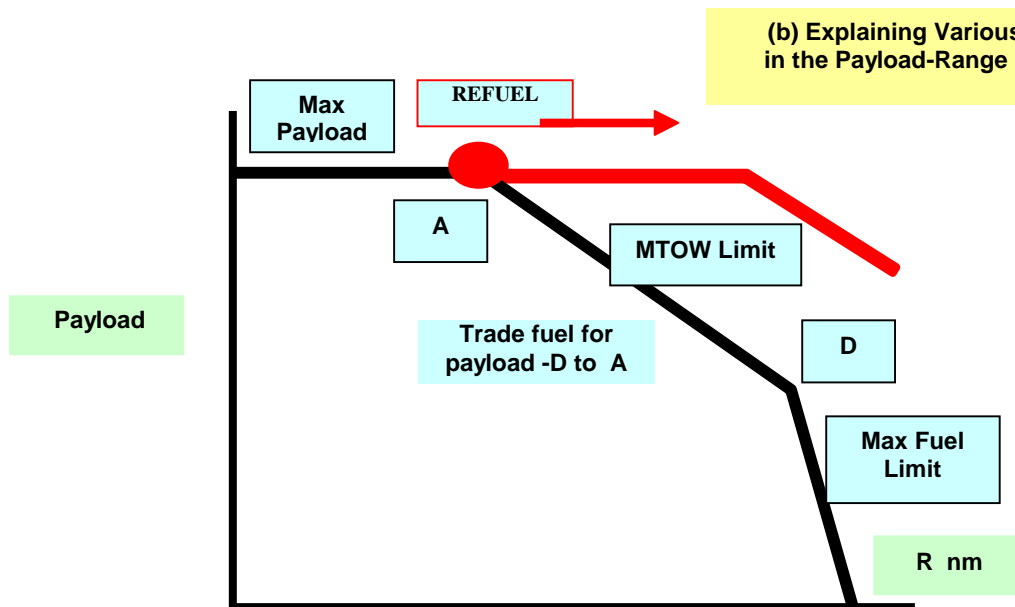 (b) Explaining Various
in the Payload-Range
REFUEL
Max
Payload
A
MTOW Limit
Payload
Trade fuel for
payload -D to A
D
Max Fuel
Limit
R nm